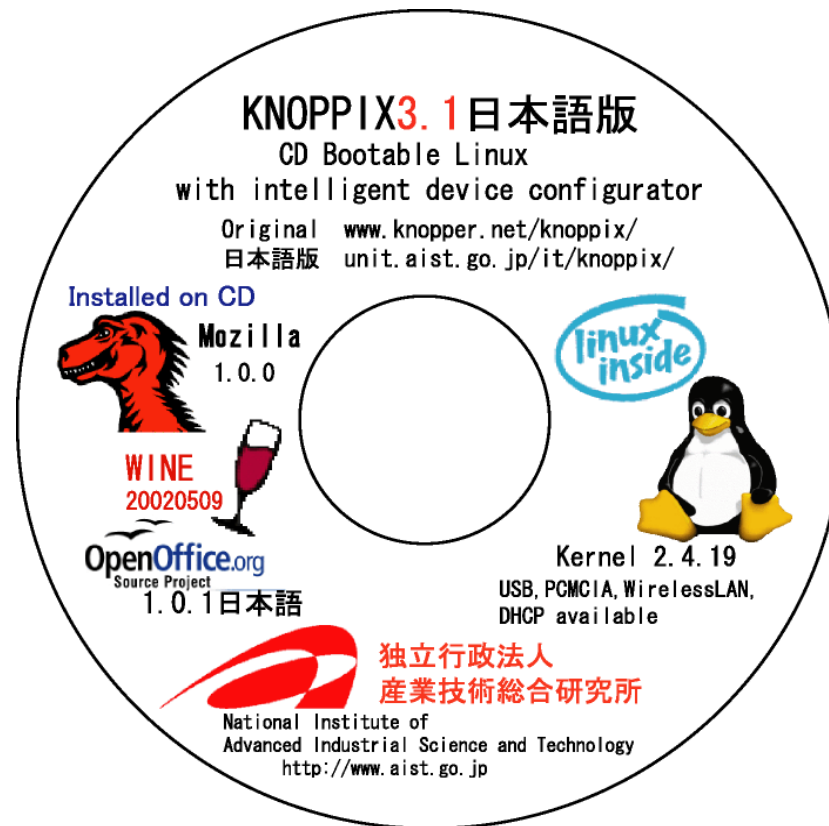 KNOPPIX3.1日本語版
CD Bootable Linux
with intelligent device configurator
Original www.knopper.net/knoppix/
日本語版 unit.aist.go.jp/it/knoppix/
Installed on CD
Mozilla
1.0.0
WINE
20020509
OpenOffice.org
Source Project
1.0.1日本語
linux
inside
Kernel 2.4.19
USB,PCMCIA,WirelessLAN,
DHCP available
独立行政法人
産業技術総合研究所
National Institute of
Advanced Industrial Science and Technology
http://www.aist.go.jp